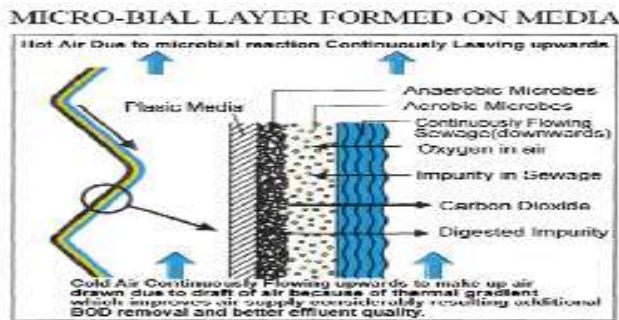 MICRO-BIAL LAYER FORMED ON MEDIA
Hot Air Due to microbial reaction Continuously Leaving upwards
Anaerobic Microbes
Plasic Media
Aerobic Microbes
Continuously Flowing
Sewage(downwards)
Oxygen in air
Impurity in Sewage
Carbon Dioxide
Digested Impurity
Cold Air Continuously Flowing upwards to make up air
drawn due to draft of air because of thermal gradient
which improves air supply considerably resulting additional
BOD removal and better effluent quality.